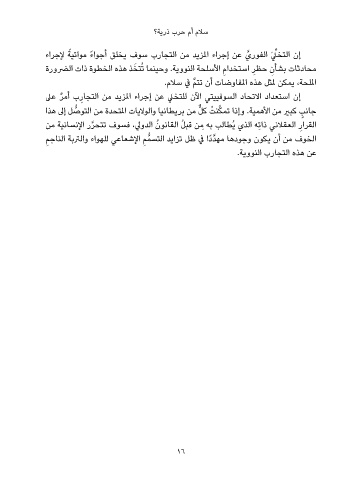 سلام أم حرب ذرية؟
إن التخلِّيَ الفوريَّ عن إجراء المزيد من التجارب سوف يخلق أجواءً مواتيةً لإجراء
محادثات بشأن حظرِ استخدامِ الأسلحة النووية. وحينما تُتَّخَذ هذه الخطوة ذات الضرورة
الملحة، يمكن لمثل هذه المفاوضات أن تتمَّ في سلام.
إن استعداد الاتحاد السوفييتي الآن للتخلي عن إجراء المزيد من التجارب أمرٌ على
جانبٍ كبيرٍ من الأهمية. وإذا تمكَّنتْ كلٌّ من بريطانيا والولايات المتحدة من التوصُّل إلى هذا
القرار العقلاني ذاتِه الذي يُطالِب به مِن قبلُ القانونُ الدولي، فسوف تتحرَّر الإنسانية من
الخوف من أن يكون وجودها مهدَّدًا في ظل تزايد التسمُّمِ الإشعاعي للهواء والتربة الناجم
عن هذه التجارب النووية.
١٦